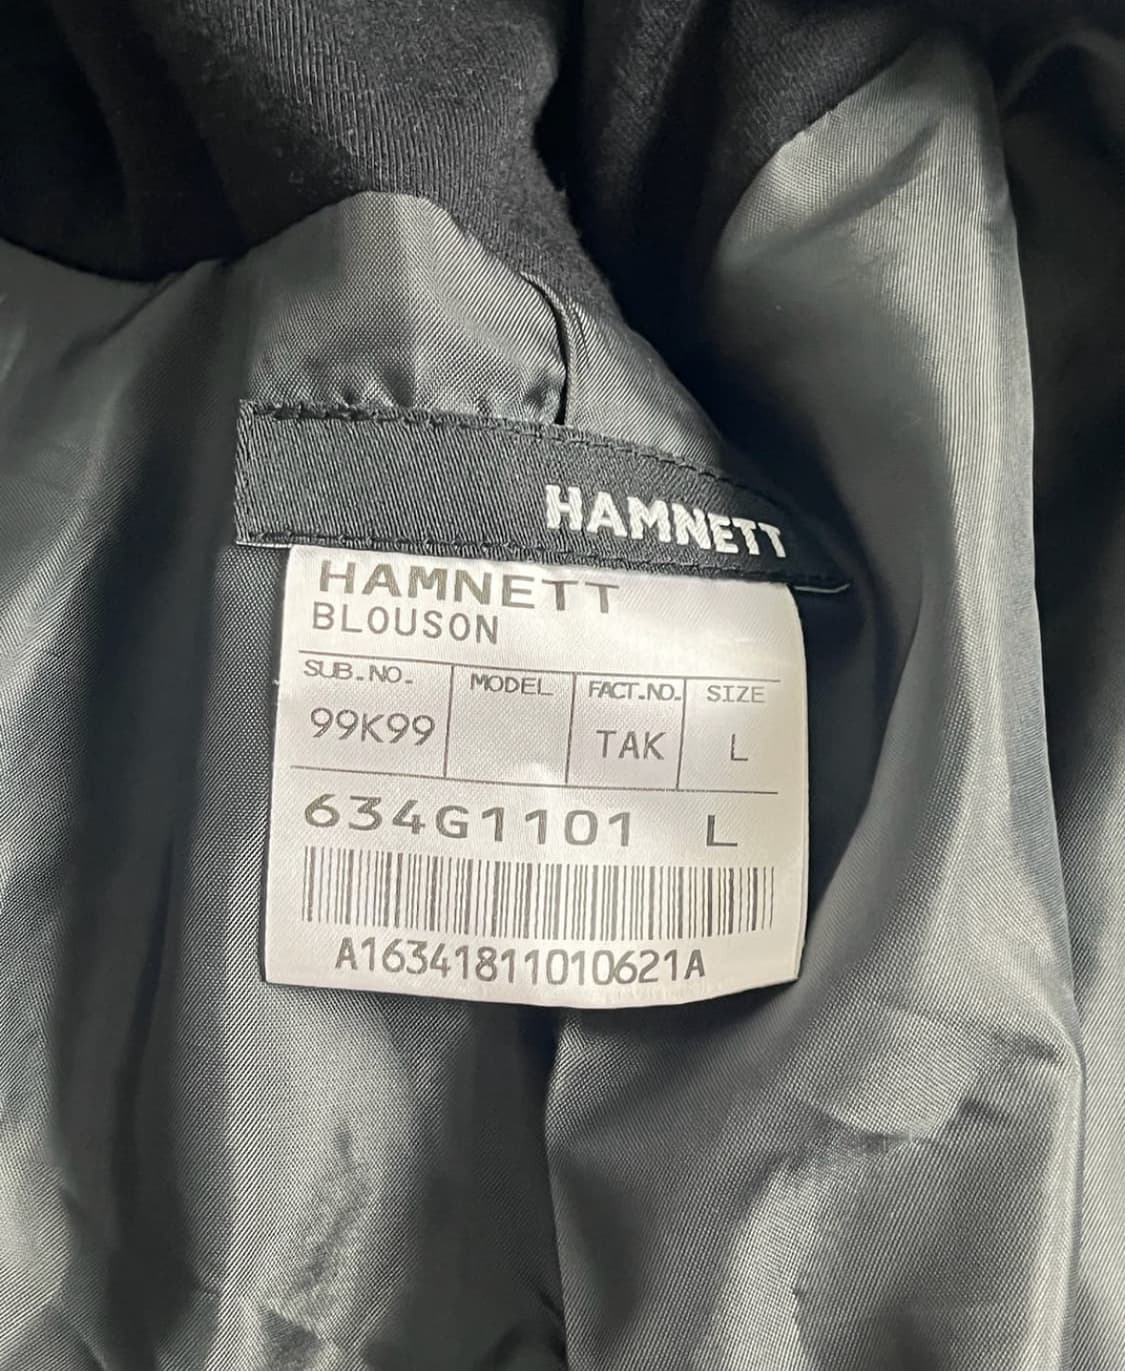 HAMNETT
HAMNETT
BLOUSON
SUB.NO. MODEL FACT.NO. SIZE
99K99 TAK L
634G1101 L
A16341811010621A